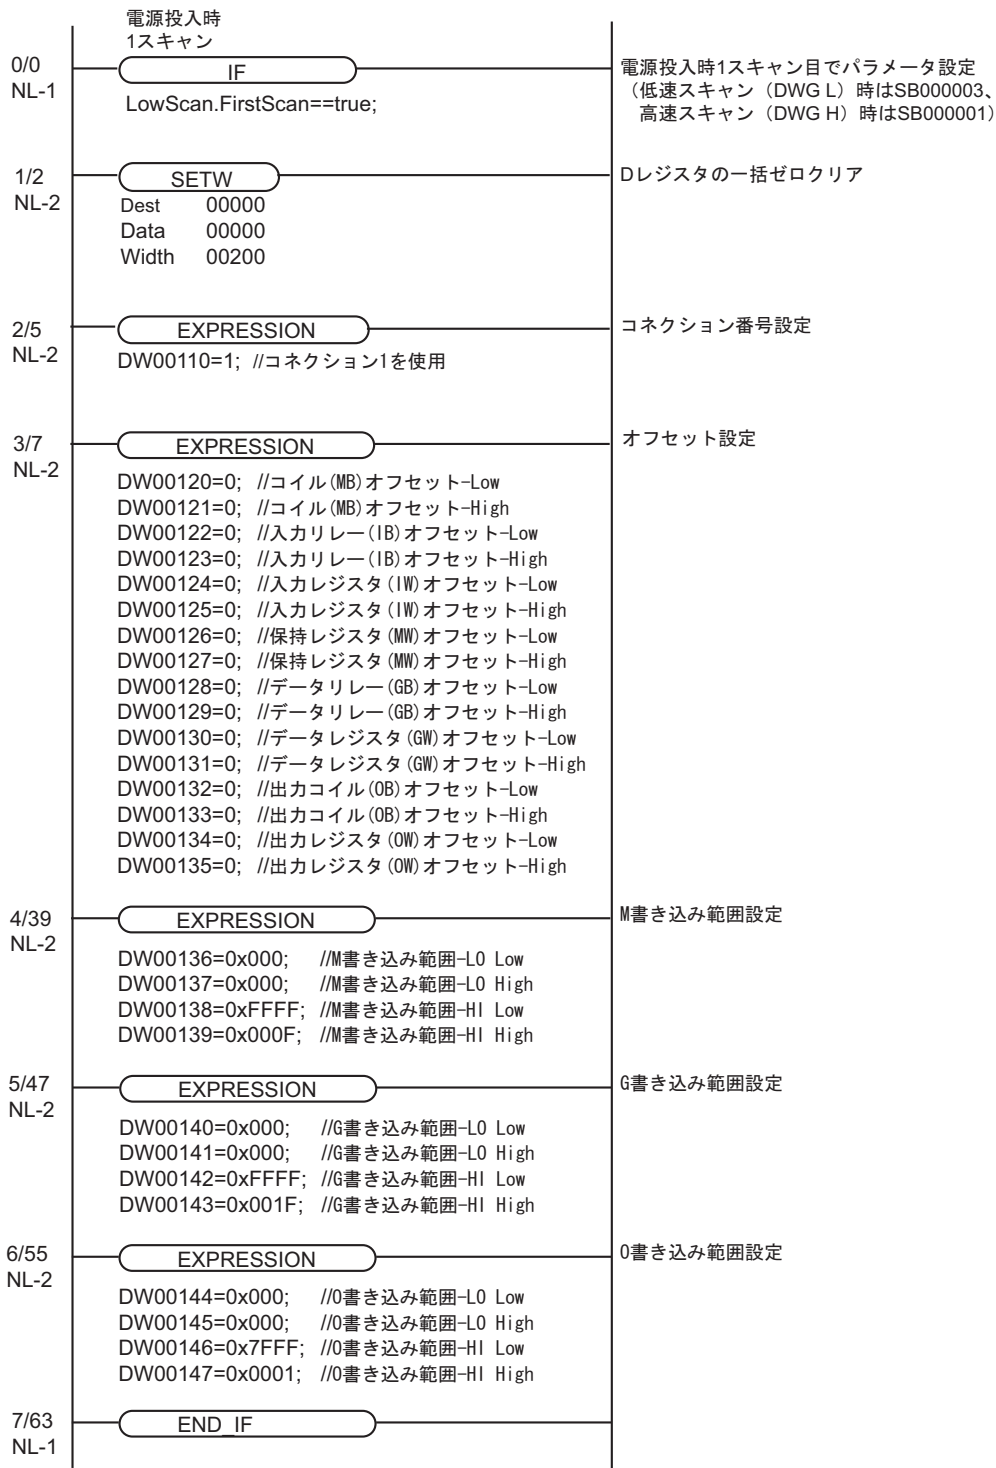 電源投入時
1スキャン
0/0
NL-1
IF
LowScan.FirstScan==true;
電源投入時1スキャン目でパラメータ設定
（低速スキャン（DWG L）時はSB000003、
高速スキャン（DWG H）時はSB000001）
1/2
NL-2
SETW
Dest 00000
Data 00000
Width 00200
Dレジスタの一括ゼロクリア
2/5
NL-2
EXPRESSION
DW00110=1; //コネクション1を使用
コネクション番号設定
3/7
NL-2
EXPRESSION
オフセット設定
DW00120=0; //コイル(MB)オフセット-Low
DW00121=0; //コイル(MB)オフセット-High
DW00122=0; //入力リレー(IB)オフセット-Low
DW00123=0; //入力リレー(IB)オフセット-High
DW00124=0; //入力レジスタ(IW)オフセット-Low
DW00125=0; //入力レジスタ(IW)オフセット-High
DW00126=0; //保持レジスタ(MW)オフセット-Low
DW00127=0; //保持レジスタ(MW)オフセット-High
DW00128=0; //データリレー(GB)オフセット-Low
DW00129=0; //データリレー(GB)オフセット-High
DW00130=0; //データレジスタ(GW)オフセット-Low
DW00131=0; //データレジスタ(GW)オフセット-High
DW00132=0; //出力コイル(OB)オフセット-Low
DW00133=0; //出力コイル(OB)オフセット-High
DW00134=0; //出力レジスタ(OW)オフセット-Low
DW00135=0; //出力レジスタ(OW)オフセット-High
4/39
NL-2
EXPRESSION
M書き込み範囲設定
DW00136=0x000; //M書き込み範囲-LO Low
DW00137=0x000; //M書き込み範囲-LO High
DW00138=0xFFFF; //M書き込み範囲-HI Low
DW00139=0x000F; //M書き込み範囲-HI High
5/47
NL-2
EXPRESSION
G書き込み範囲設定
DW00140=0x000; //G書き込み範囲-LO Low
DW00141=0x000; //G書き込み範囲-LO High
DW00142=0xFFFF; //G書き込み範囲-HI Low
DW00143=0x001F; //G書き込み範囲-HI High
6/55
NL-2
EXPRESSION
O書き込み範囲設定
DW00144=0x000; //O書き込み範囲-LO Low
DW00145=0x000; //O書き込み範囲-LO High
DW00146=0x7FFF; //O書き込み範囲-HI Low
DW00147=0x0001; //O書き込み範囲-HI High
7/63
NL-1
END_IF